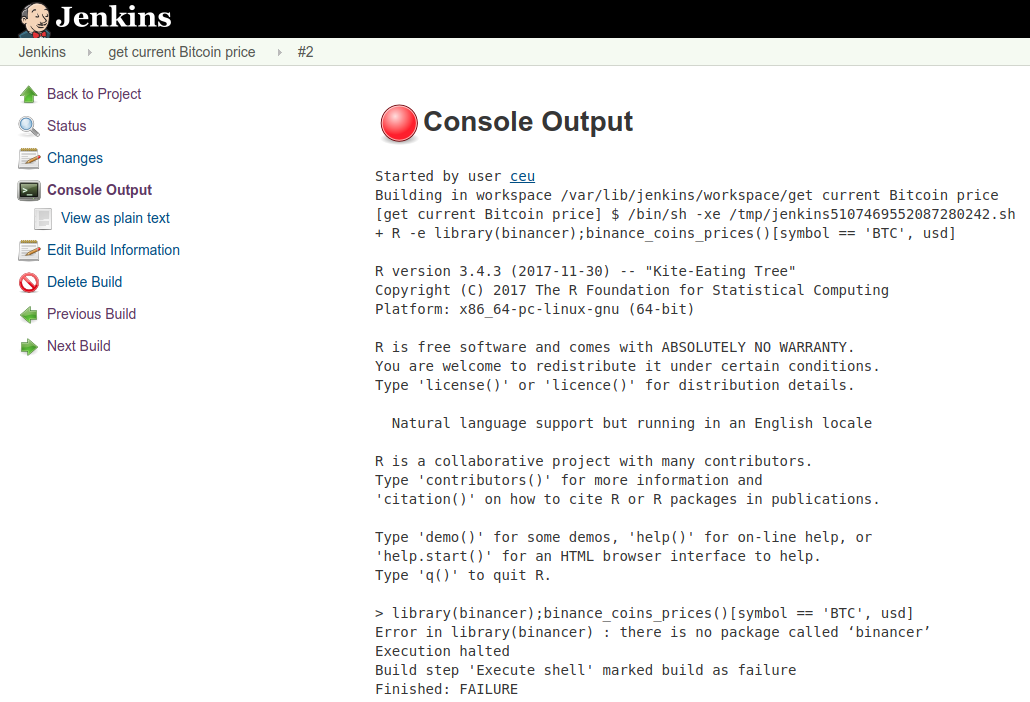 Jenkins
Jenkins get current Bitcoin price #2
Back to Project
Status
Changes
Console Output
View as plain text
Edit Build Information
Delete Build
Previous Build
Next Build
Console Output
Started by user ceu
Building in workspace /var/lib/jenkins/workspace/get current Bitcoin price
[get current Bitcoin price] $ /bin/sh -xe /tmp/jenkins5107469552087280242.sh
+ R -e library(binancer);binance_coins_prices()[symbol == 'BTC', usd]
R version 3.4.3 (2017-11-30) -- "Kite-Eating Tree"
Copyright (C) 2017 The R Foundation for Statistical Computing
Platform: x86_64-pc-linux-gnu (64-bit)
R is free software and comes with ABSOLUTELY NO WARRANTY.
You are welcome to redistribute it under certain conditions.
Type 'license()' or 'licence()' for distribution details.
Natural language support but running in an English locale
R is a collaborative project with many contributors.
Type 'contributors()' for more information and
'citation()' on how to cite R or R packages in publications.
Type 'demo()' for some demos, 'help()' for on-line help, or
'help.start()' for an HTML browser interface to help.
Type 'q()' to quit R.
> library(binancer);binance_coins_prices()[symbol == 'BTC', usd]
Error in library(binancer) : there is no package called ‘binancer’
Execution halted
Build step 'Execute shell' marked build as failure
Finished: FAILURE